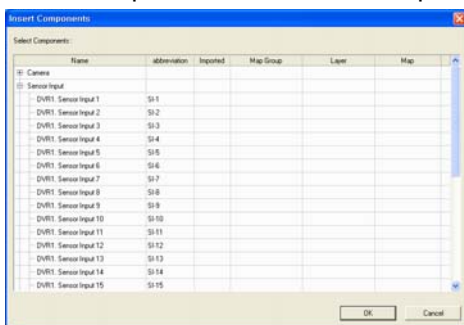 Insert Components
Select Components:
Name abbreviation Imported Map Group Layer Map
Camera
Sensor Input
DVR1. Sensor Input 1 SI-1
DVR1. Sensor Input 2 SI-2
DVR1. Sensor Input 3 SI-3
DVR1. Sensor Input 4 SI-4
DVR1. Sensor Input 5 SI-5
DVR1. Sensor Input 6 SI-6
DVR1. Sensor Input 7 SI-7
DVR1. Sensor Input 8 SI-8
DVR1. Sensor Input 9 SI-9
DVR1. Sensor Input 10 SI-10
DVR1. Sensor Input 11 SI-11
DVR1. Sensor Input 12 SI-12
DVR1. Sensor Input 13 SI-13
DVR1. Sensor Input 14 SI-14
DVR1. Sensor Input 15 SI-15
OK Cancel